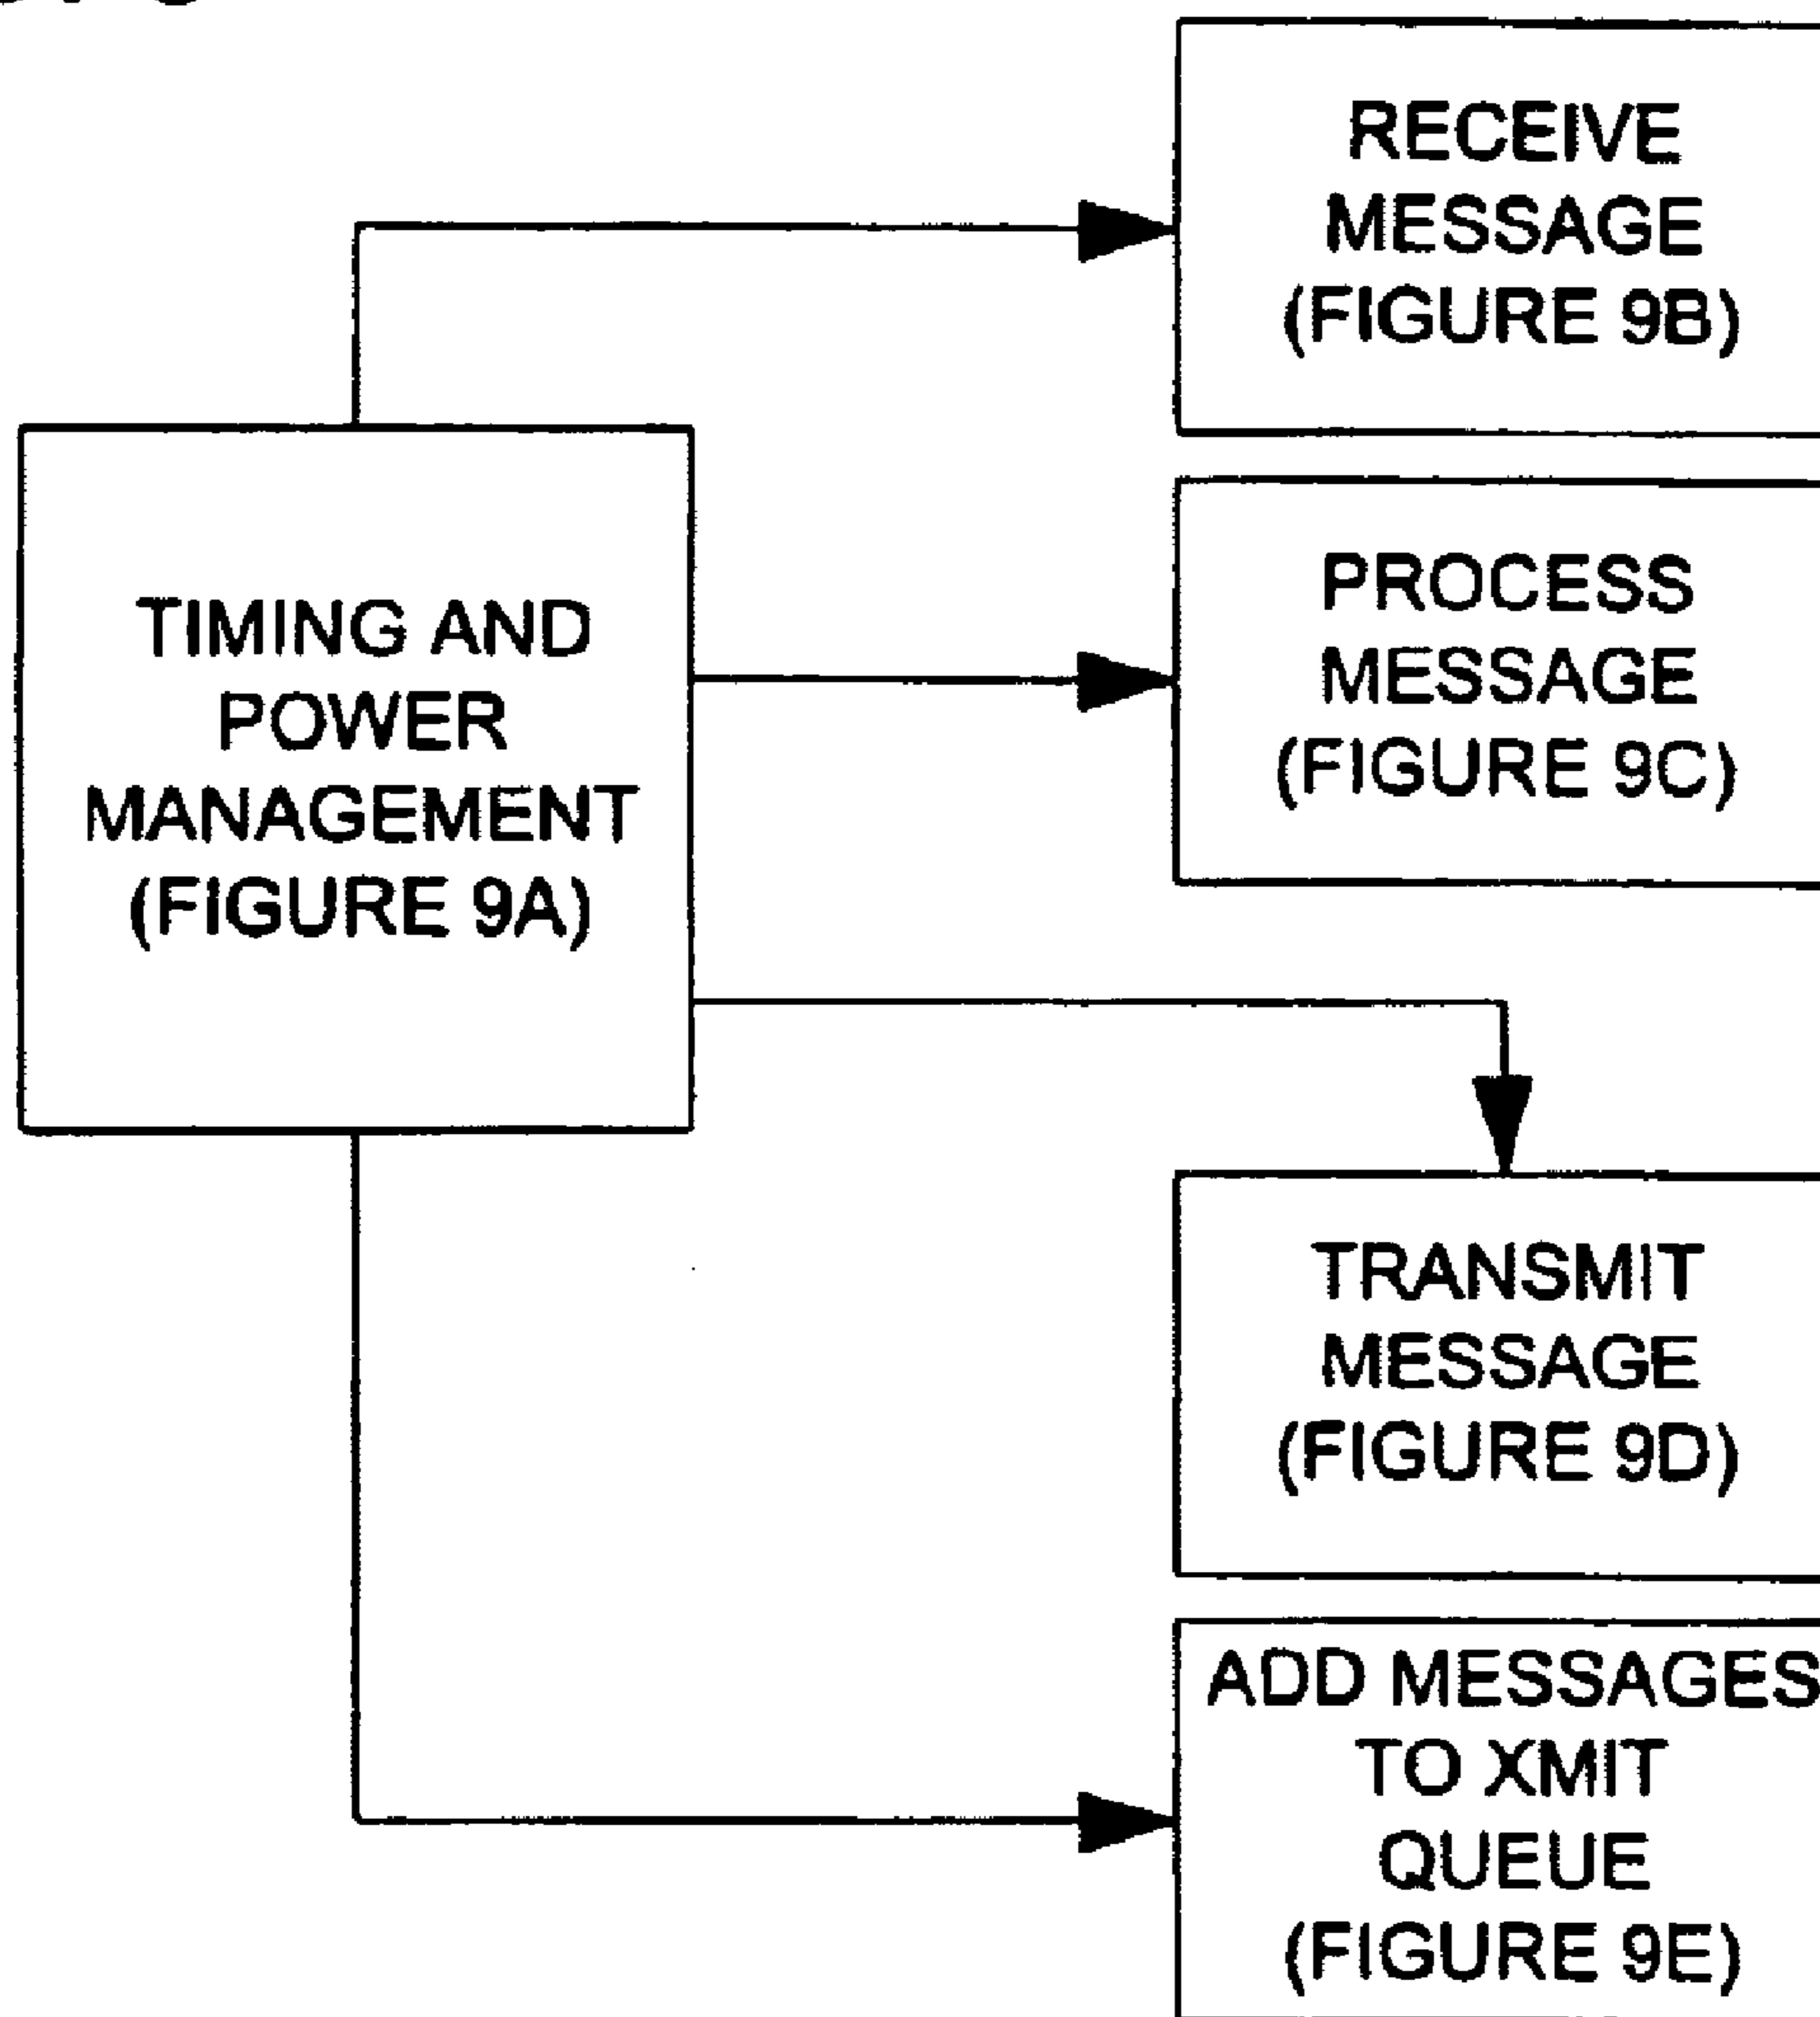 RECEIVE
MESSAGE
(FIGURE 9B)
PROCESS
MESSAGE
(FIGURE 9C)
TIMING AND
POWER
MANAGEMENT
(FIGURE 9A)
TRANSMIT
MESSAGE
(FIGURE 9D)
ADD MESSAGES
TO XMIT
QUEUE
(FIGURE 9E)